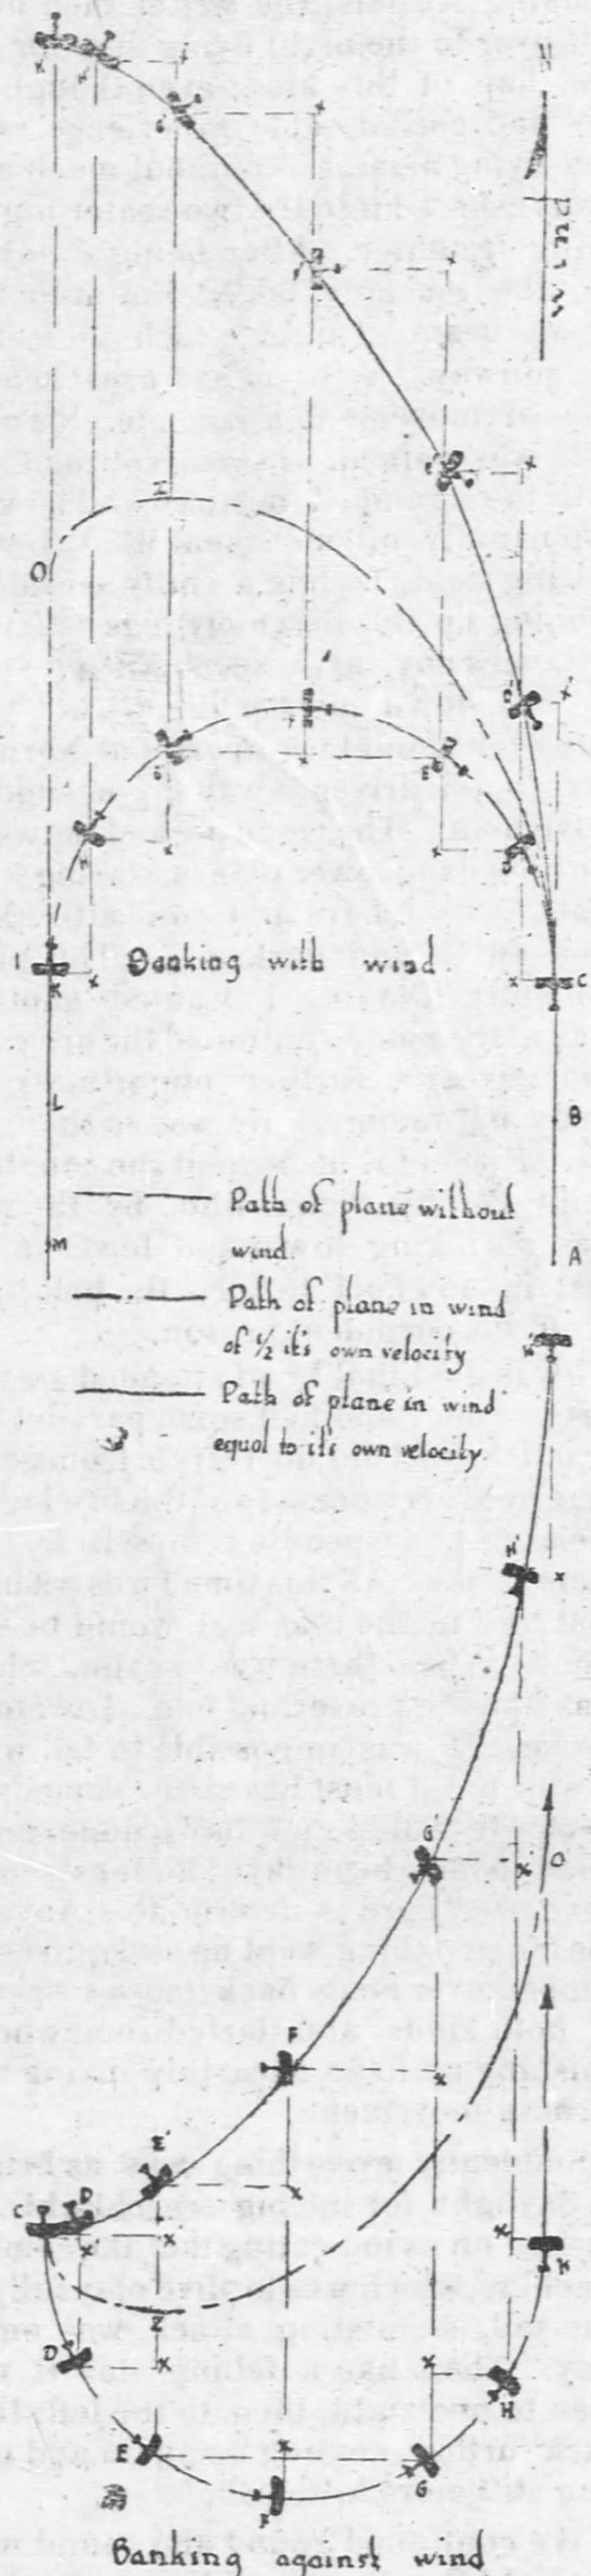 N
wind
Z
O
E
I
K
Banking with wind.
C
L
B
Path of plane without
wind.
M
A
Path of plane in wind
of ½ it's own velocity
Path of plane in wind
equal to it's own velocity.
H'
G'
O
F
E'
C
D
K
Z
D
H
E
G
F
Banking against wind